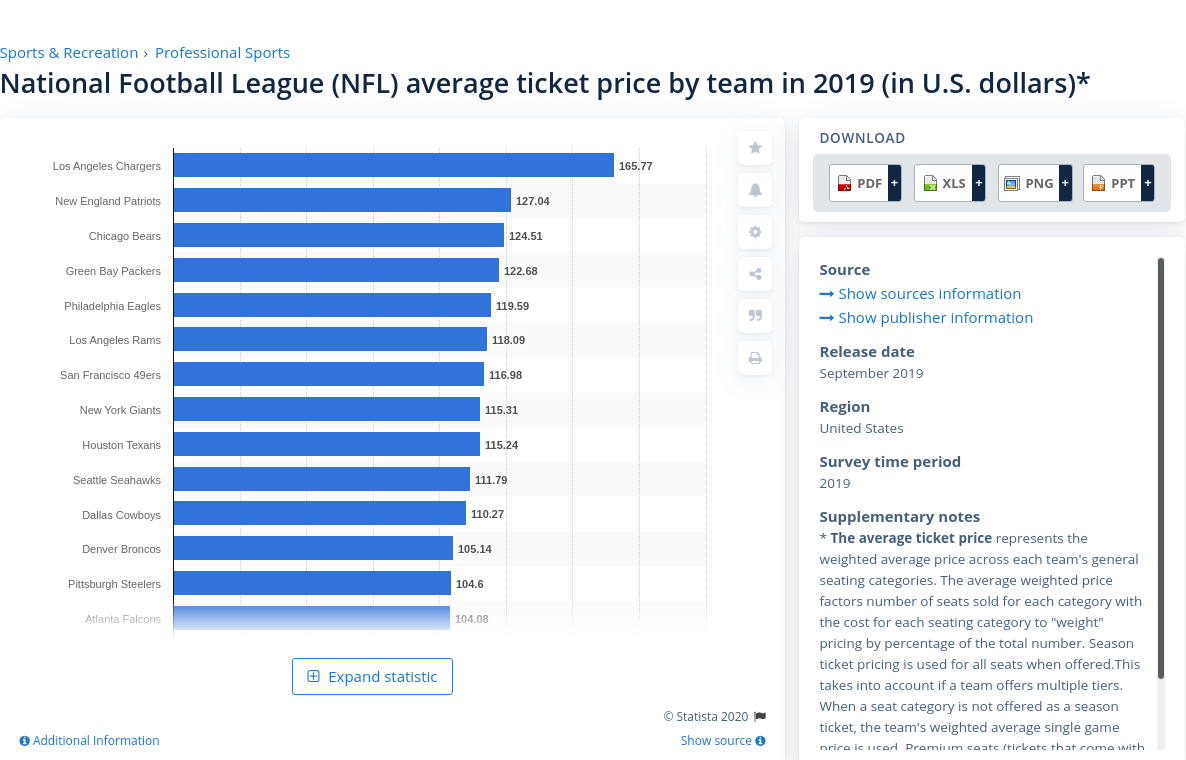 Sports & Recreation › Professional Sports
National Football League (NFL) average ticket price by team in 2019 (in U.S. dollars)*
Los Angeles Chargers 165.77
New England Patriots 127.04
Chicago Bears 124.51
Green Bay Packers 122.68
Philadelphia Eagles 119.59
Los Angeles Rams 118.09
San Francisco 49ers 116.98
New York Giants 115.31
Houston Texans 115.24
Seattle Seahawks 111.79
Dallas Cowboys 110.27
Denver Broncos 105.14
Pittsburgh Steelers 104.6
Atlanta Falcons 104.08
Expand statistic
© Statista 2020
Additional Information
Show source
DOWNLOAD
PDF + XLS + PNG + PPT +
Source
Show sources information
Show publisher information
Release date
September 2019
Region
United States
Survey time period
2019
Supplementary notes
* The average ticket price represents the
weighted average price across each team's general
seating categories. The average weighted price
factors number of seats sold for each category with
the cost for each seating category to "weight"
pricing by percentage of the total number. Season
ticket pricing is used for all seats when offered.This
takes into account if a team offers multiple tiers.
When a seat category is not offered as a season
ticket, the team's weighted average single game
price is used. Premium seats (tickets that come with